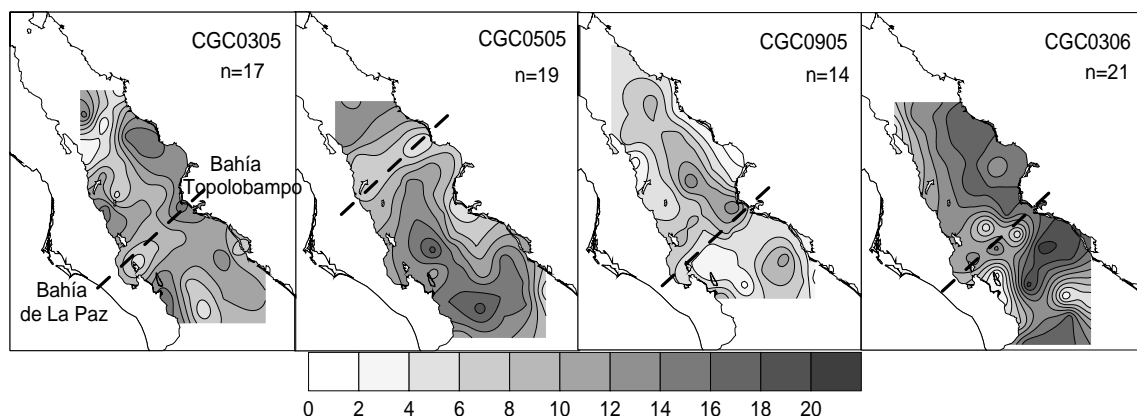 CGC0305
n=17
Bahía
Topolobampo
Bahía
de La Paz
CGC0505
n=19
CGC0905
n=14
CGC0306
n=21
0 2 4 6 8 10 12 14 16 18 20